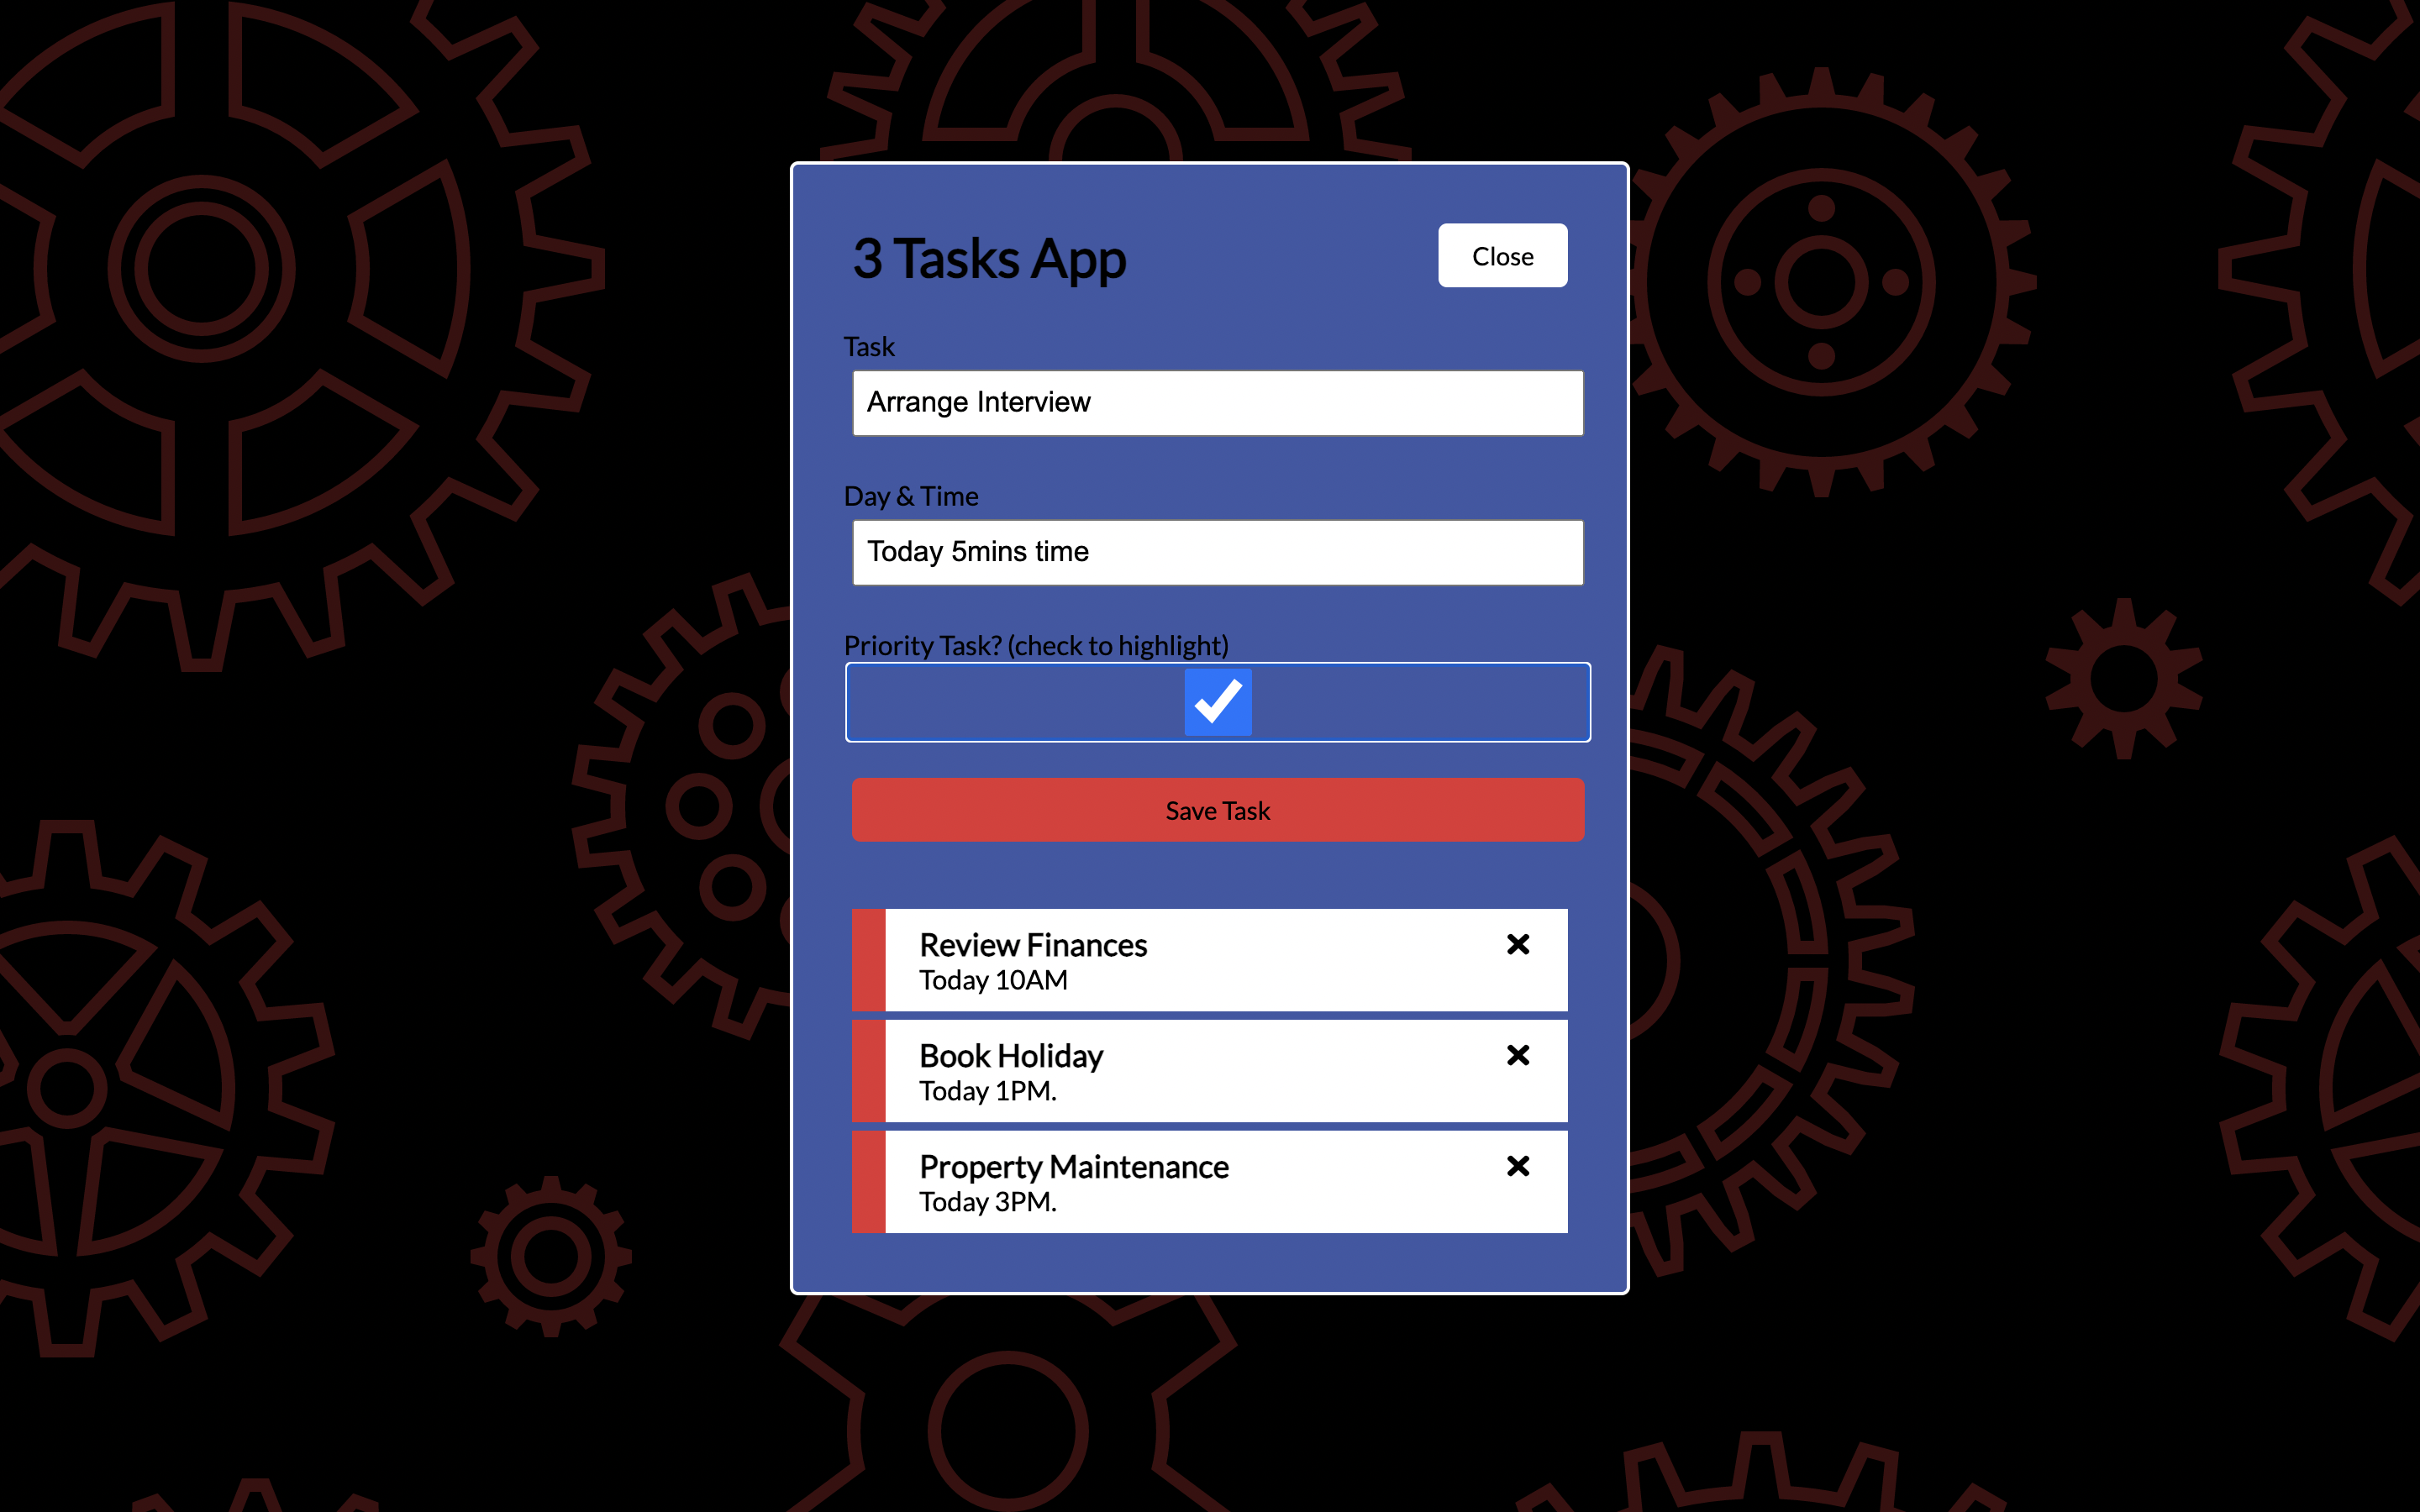 3 Tasks App
Close
Task
Arrange Interview
Day & Time
Today 5mins time
Priority Task? (check to highlight)
Save Task
Review Finances
Today 10AM
Book Holiday
Today 1PM.
Property Maintenance
Today 3PM.